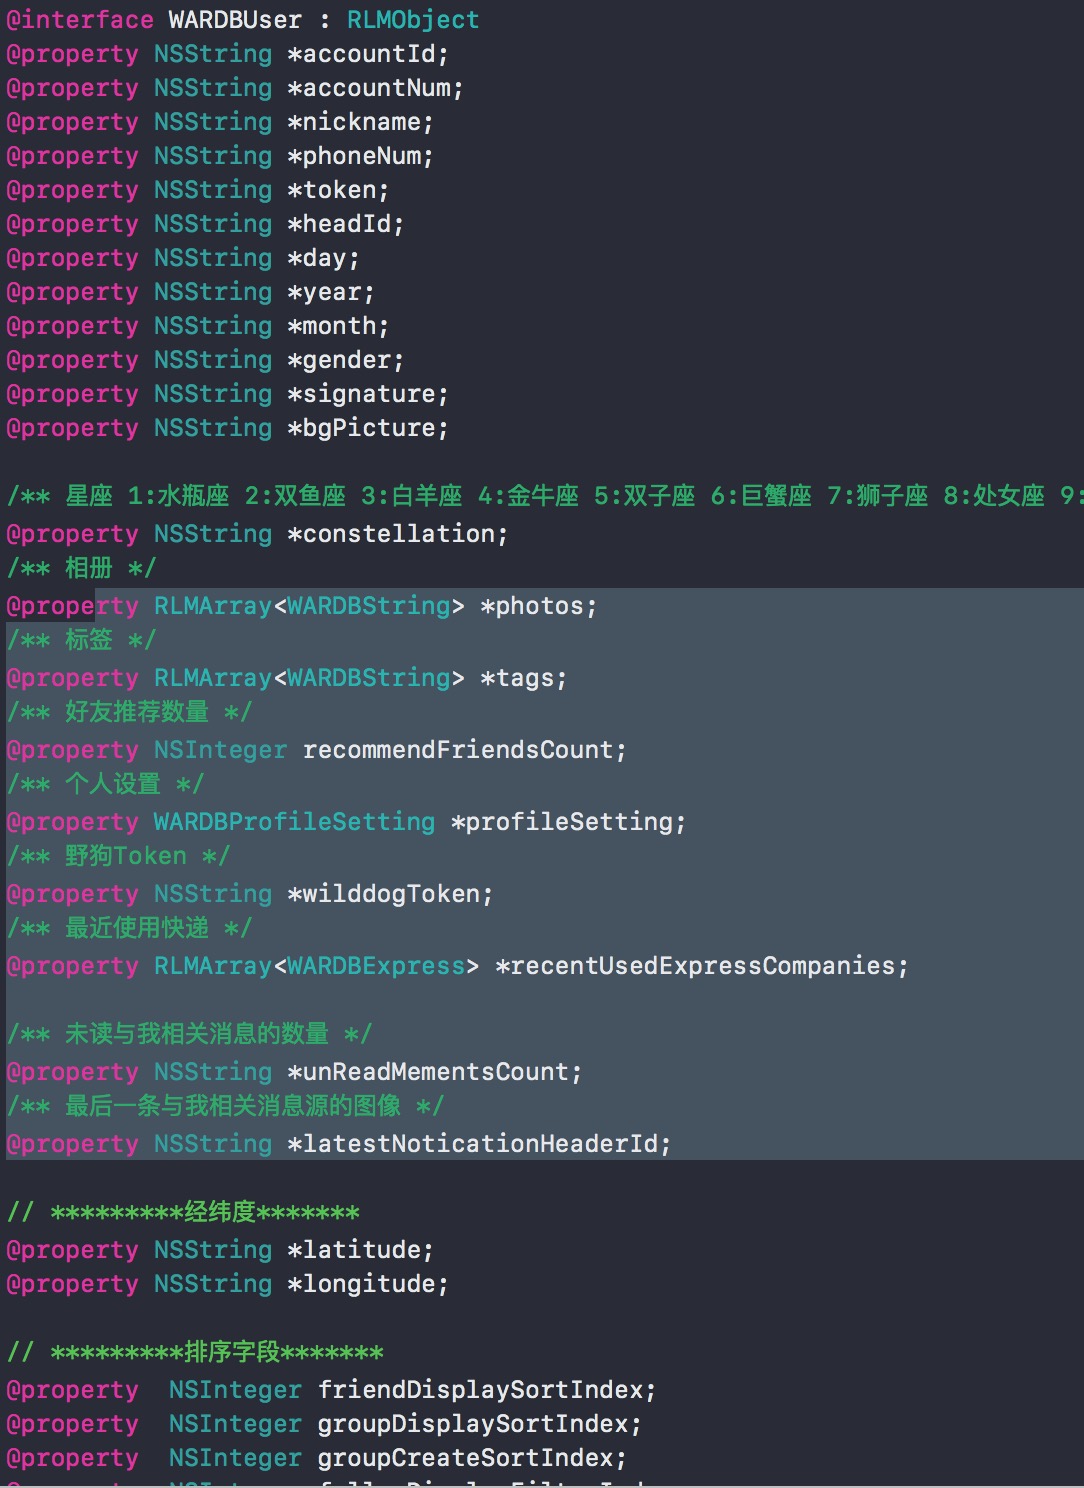 @interface WARDBUser : RLMObject
@property NSString *accountId;
@property NSString *accountNum;
@property NSString *nickname;
@property NSString *phoneNum;
@property NSString *token;
@property NSString *headId;
@property NSString *day;
@property NSString *year;
@property NSString *month;
@property NSString *gender;
@property NSString *signature;
@property NSString *bgPicture;
/** 星座 1:水瓶座 2:双鱼座 3:白羊座 4:金牛座 5:双子座 6:巨蟹座 7:狮子座 8:处女座 9:
@property NSString *constellation;
/** 相册 */
@property RLMArray<WARDBString> *photos;
/** 标签 */
@property RLMArray<WARDBString> *tags;
/** 好友推荐数量 */
@property NSInteger recommendFriendsCount;
/** 个人设置 */
@property WARDBProfileSetting *profileSetting;
/** 野狗Token */
@property NSString *wilddogToken;
/** 最近使用快递 */
@property RLMArray<WARDBExpress> *recentUsedExpressCompanies;
/** 未读与我相关消息的数量 */
@property NSString *unReadMementsCount;
/** 最后一条与我相关消息源的图像 */
@property NSString *latestNoticationHeaderId;
// *********经纬度*******
@property NSString *latitude;
@property NSString *longitude;
// *********排序字段*******
@property  NSInteger friendDisplaySortIndex;
@property  NSInteger groupDisplaySortIndex;
@property  NSInteger groupCreateSortIndex;